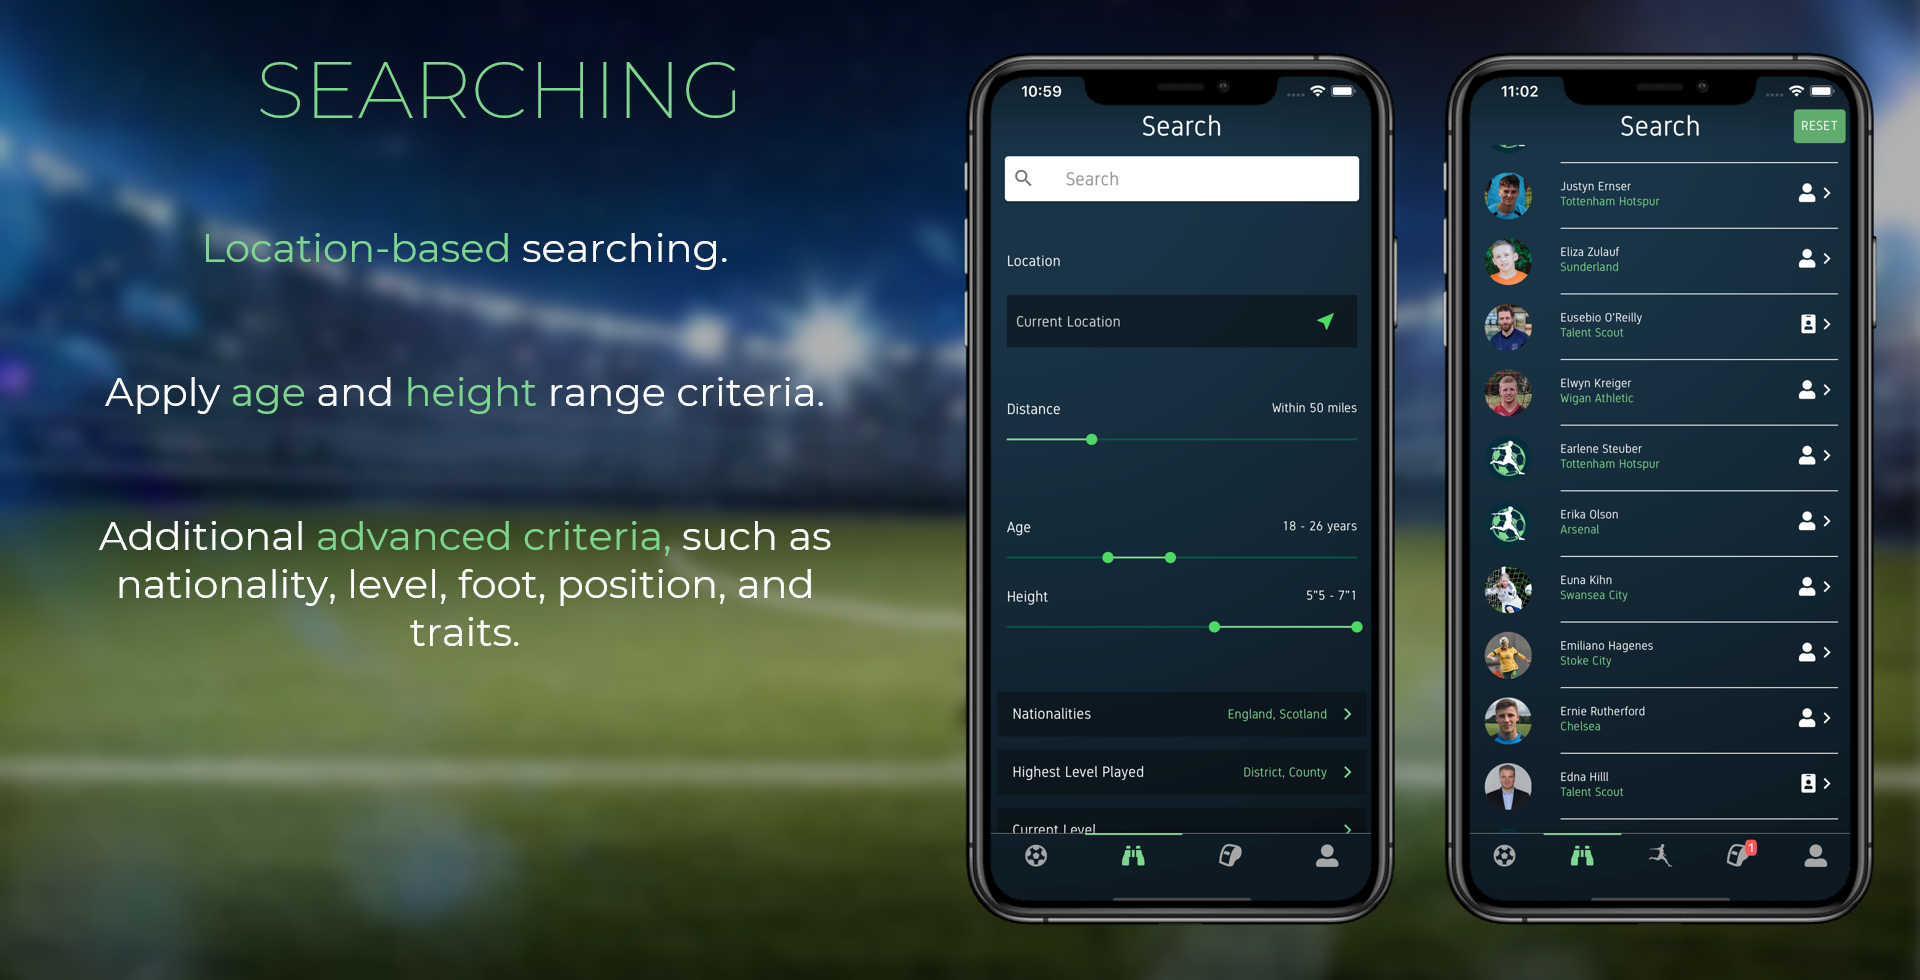 SEARCHING
Location-based searching.
Apply age and height range criteria.
Additional advanced criteria, such as
nationality, level, foot, position, and
traits.
10:59
Search
Search
Location
Current Location
Distance Within 50 miles
Age 18 - 26 years
Height 5"5 - 7"1
Nationalities England, Scotland
Highest Level Played District, County
Current Level
11:02
Search RESET
Justyn Ernser
Tottenham Hotspur
Eliza Zulauf
Sunderland
Eusebio O'Reilly
Talent Scout
Elwyn Kreiger
Wigan Athletic
Earlene Steuber
Tottenham Hotspur
Erika Olson
Arsenal
Euna Kihn
Swansea City
Emiliano Hagenes
Stoke City
Ernie Rutherford
Chelsea
Edna Hilll
Talent Scout
1